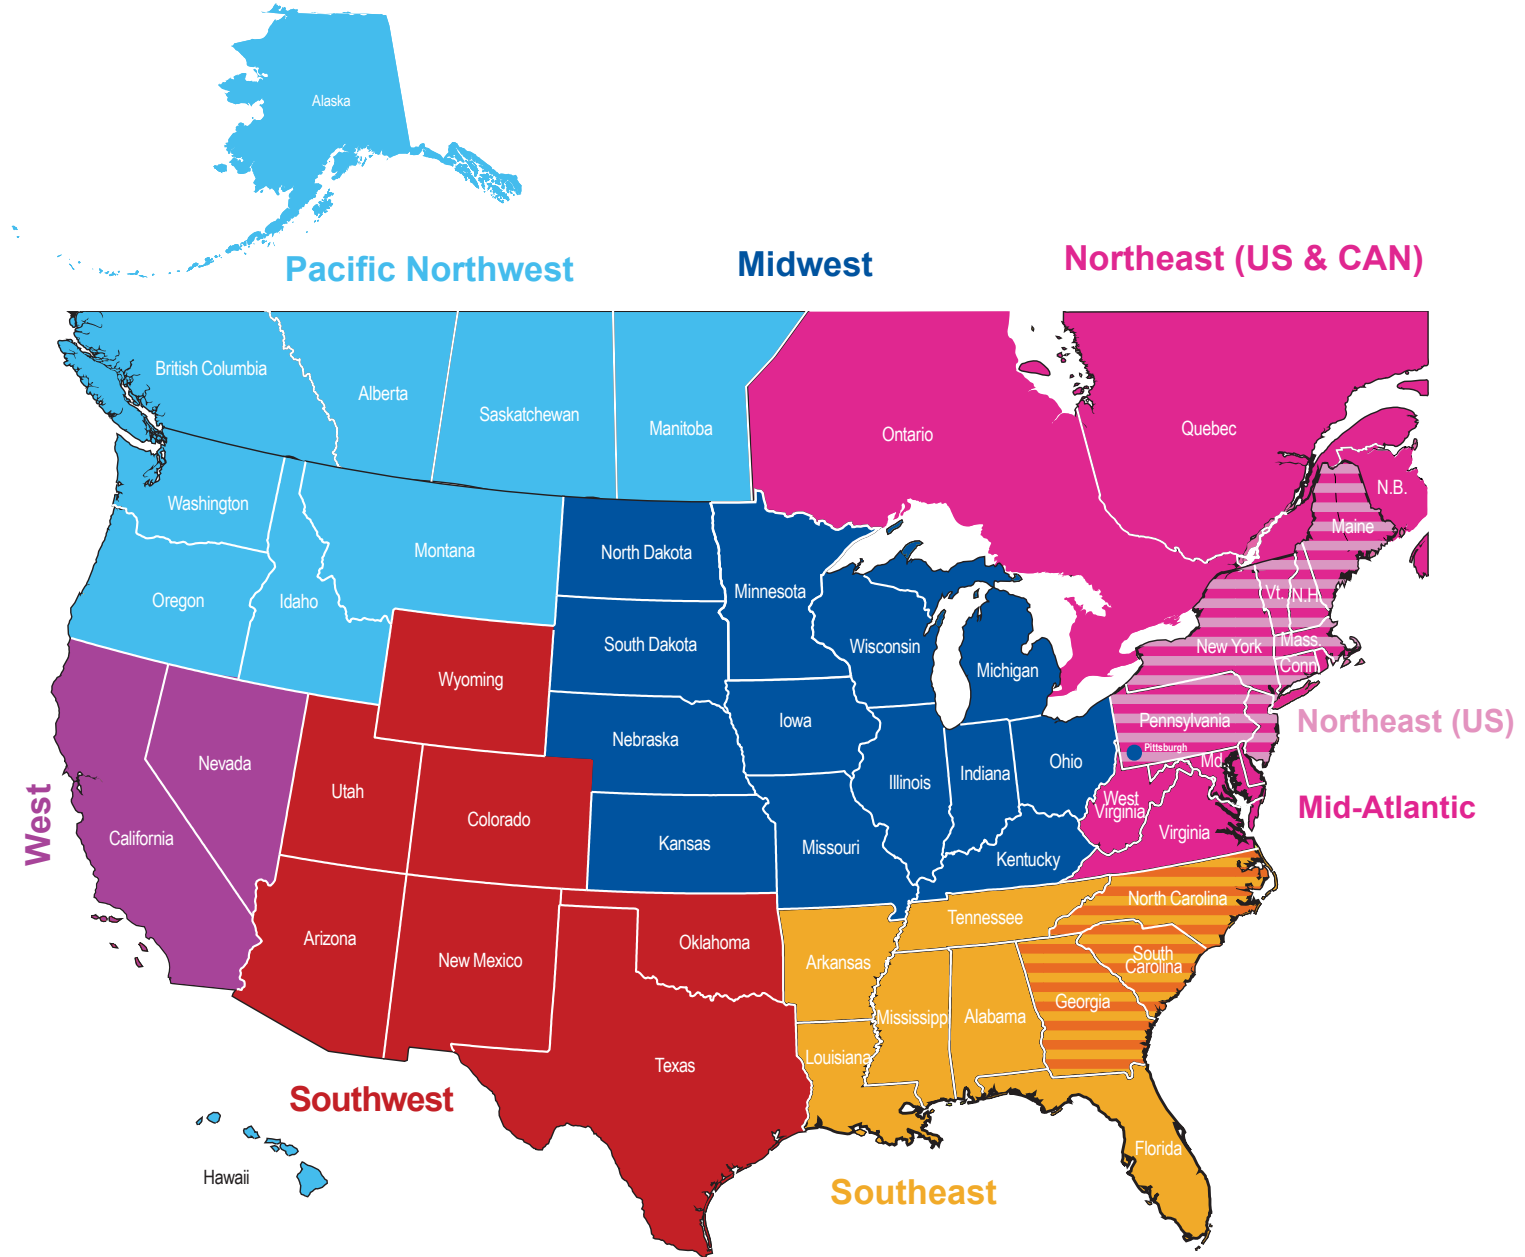 Alaska
Pacific Northwest
Midwest
Northeast (US & CAN)
British Columbia
Alberta
Saskatchewan
Manitoba
Ontario
Quebec
N.B.
Washington
Montana
North Dakota
Minnesota
Maine
Oregon
Idaho
South Dakota
Wisconsin
Michigan
Vt.
N.H.
New York
Mass.
Conn.
Wyoming
Iowa
Nebraska
Pennsylvania
Northeast (US)
Pittsburgh
Nevada
Utah
Colorado
Illinois
Indiana
Ohio
Md.
West
Virginia
Virginia
Mid-Atlantic
West
California
Kansas
Missouri
Kentucky
Arizona
New Mexico
Oklahoma
Arkansas
Tennessee
North Carolina
South
Carolina
Texas
Louisiana
Mississippi
Alabama
Georgia
Southwest
Florida
Hawaii
Southeast